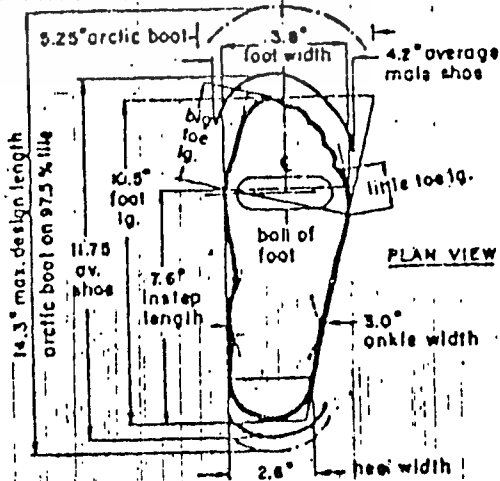 5.25" arctic boot
3.8"
foot width
4.2" average
male shoe
big
toe
lg.
little toe lg.
10.5"
foot
lg.
ball of
foot
11.75
av.
shoe
7.6"
instep
length
PLAN VIEW
14.3" max. design length
arctic boot on 97.5 %ile
3.0"
ankle width
2.6"
heel width